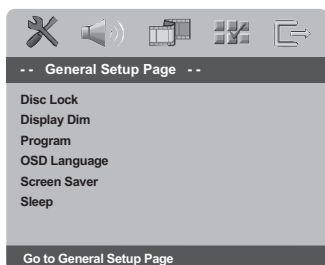 -- General Setup Page --
Disc Lock
Display Dim
Program
OSD Language
Screen Saver
Sleep
Go to General Setup Page